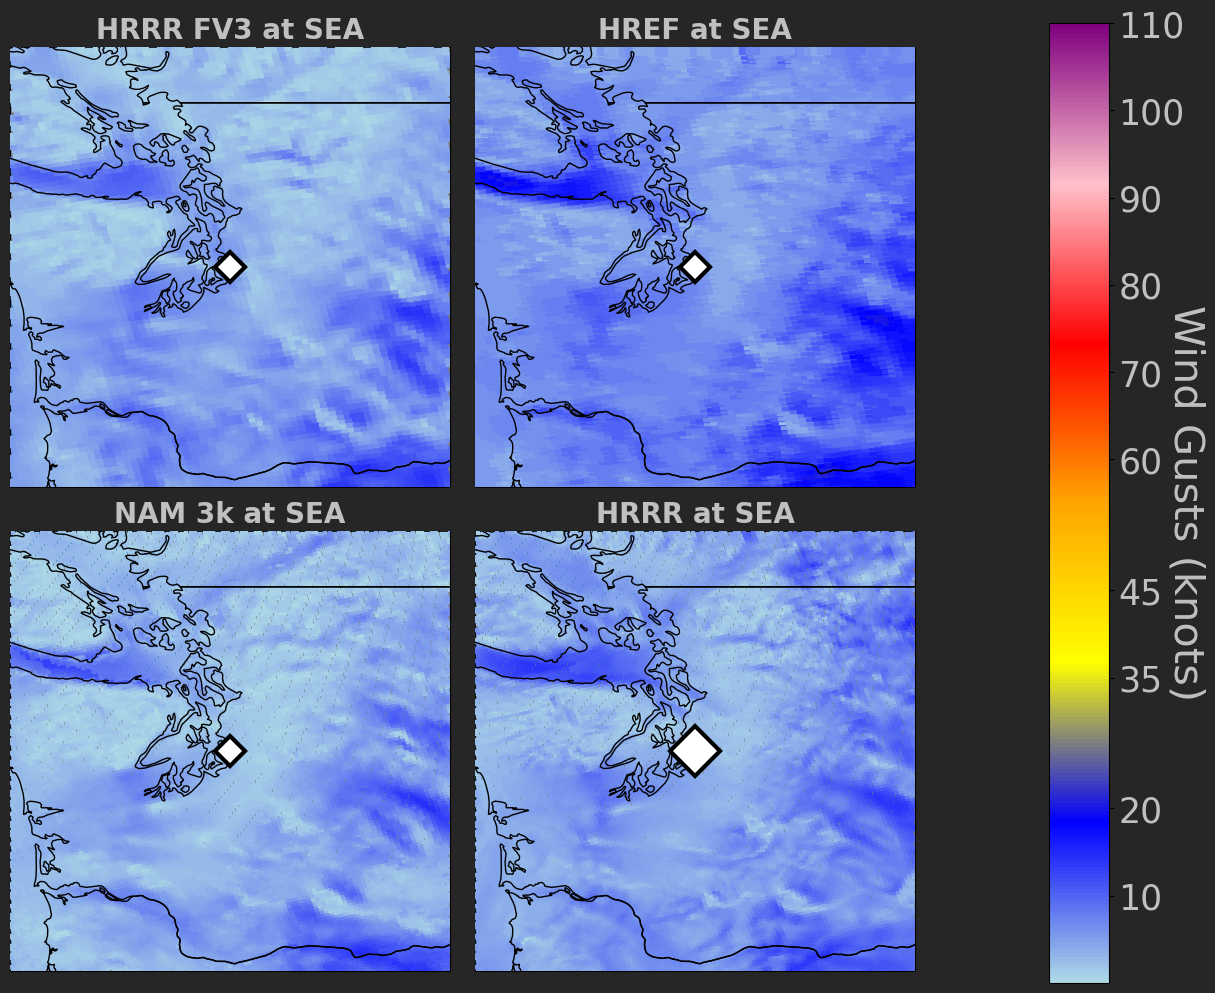 HRRR FV3 at SEA
HREF at SEA
NAM 3k at SEA
HRRR at SEA
110
100
90
80
70
60
45
35
20
10
Wind Gusts (knots)